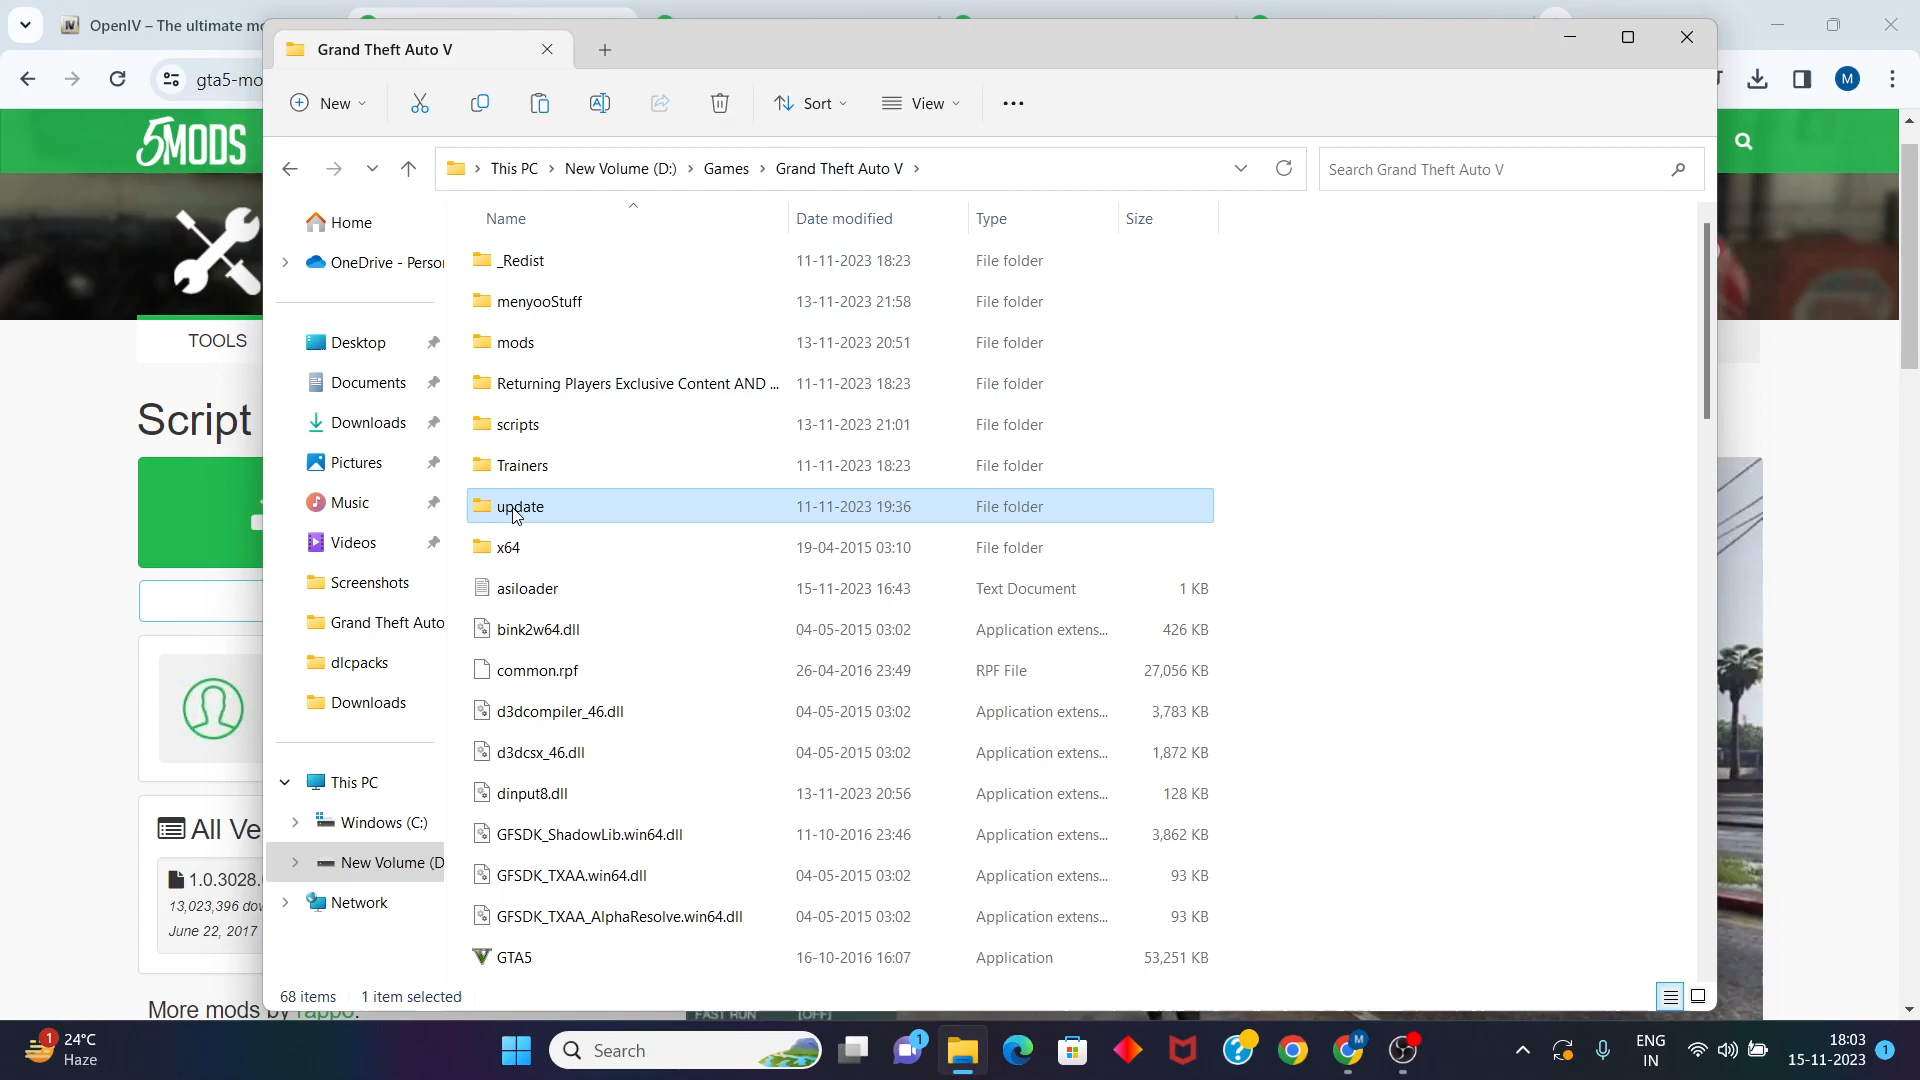 OpenIV – The ultimate mo
Grand Theft Auto V
gta5-mo
New
Sort
View
M
5MODS
This PC
New Volume (D:)
Games
Grand Theft Auto V
Search Grand Theft Auto V
Name
Date modified
Type
Size
Home
OneDrive - Person
Desktop
Documents
Downloads
Pictures
Music
Videos
Screenshots
Grand Theft Auto
dlcpacks
Downloads
This PC
Windows (C:)
New Volume (D
Network
_Redist 11-11-2023 18:23 File folder
menyooStuff 13-11-2023 21:58 File folder
mods 13-11-2023 20:51 File folder
Returning Players Exclusive Content AND ... 11-11-2023 18:23 File folder
scripts 13-11-2023 21:01 File folder
Trainers 11-11-2023 18:23 File folder
update 11-11-2023 19:36 File folder
x64 19-04-2015 03:10 File folder
asiloader 15-11-2023 16:43 Text Document 1 KB
bink2w64.dll 04-05-2015 03:02 Application extens... 426 KB
common.rpf 26-04-2016 23:49 RPF File 27,056 KB
d3dcompiler_46.dll 04-05-2015 03:02 Application extens... 3,783 KB
d3dcsx_46.dll 04-05-2015 03:02 Application extens... 1,872 KB
dinput8.dll 13-11-2023 20:56 Application extens... 128 KB
GFSDK_ShadowLib.win64.dll 11-10-2016 23:46 Application extens... 3,862 KB
GFSDK_TXAA.win64.dll 04-05-2015 03:02 Application extens... 93 KB
GFSDK_TXAA_AlphaResolve.win64.dll 04-05-2015 03:02 Application extens... 93 KB
GTA5 16-10-2016 16:07 Application 53,251 KB
68 items 1 item selected
TOOLS
Script
All Ve
1.0.3028.
13,023,396 dov
June 22, 2017
More mods by rappo:
FAST RUN [OFF]
1
24°C
Haze
Search
1
M
ENG
IN
18:03
15-11-2023
1